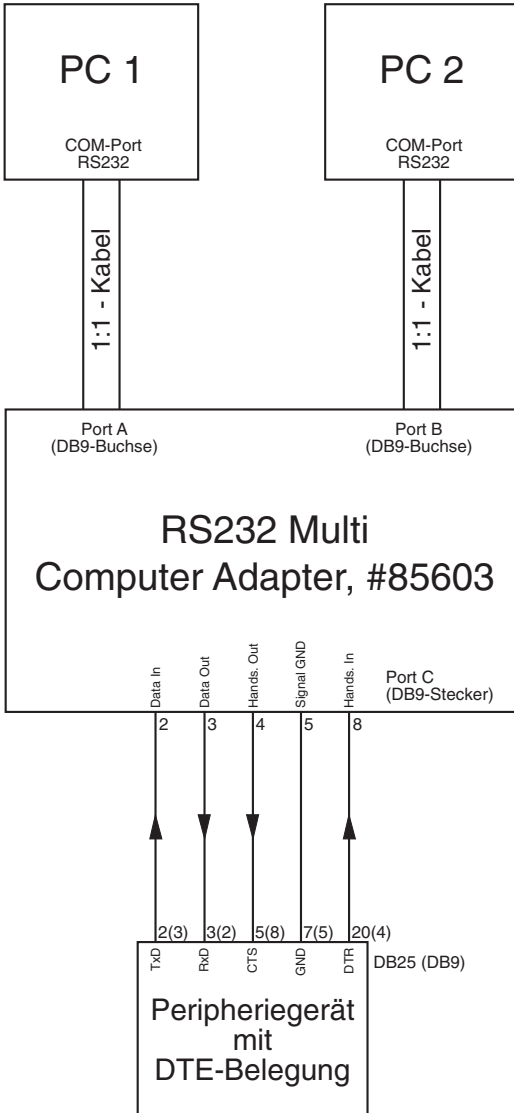 PC 1
COM-Port
RS232
PC 2
COM-Port
RS232
1:1 - Kabel
1:1 - Kabel
Port A
(DB9-Buchse)
Port B
(DB9-Buchse)
RS232 Multi
Computer Adapter, #85603
Data In
Data Out
Hands. Out
Signal GND
Hands. In
Port C
(DB9-Stecker)
2 3 4 5 8
2(3) 3(2) 5(8) 7(5) 20(4)
TxD
RxD
CTS
GND
DTR
DB25 (DB9)
Peripheriegerät
mit
DTE-Belegung